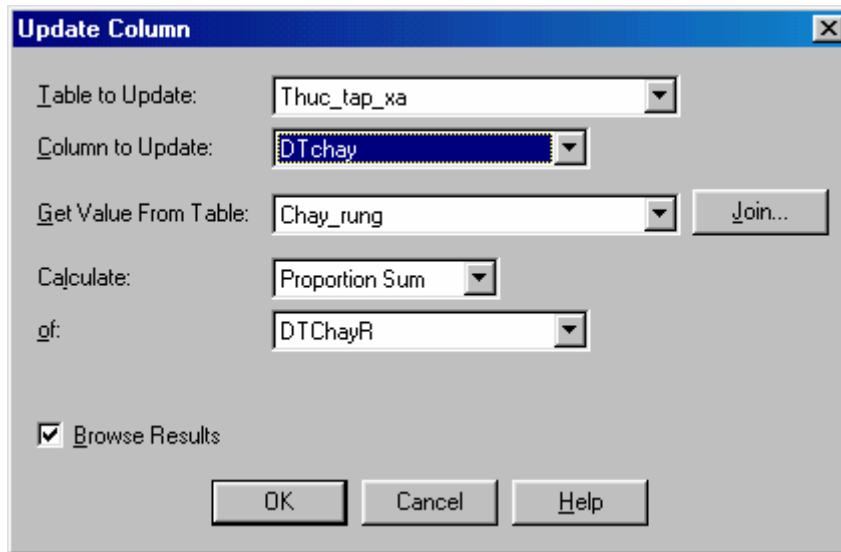 Update Column
Table to Update: Thuc_tap_xa
Column to Update: DTchay
Get Value From Table: Chay_rung Join...
Calculate: Proportion Sum
of: DTChayR
Browse Results
OK Cancel Help